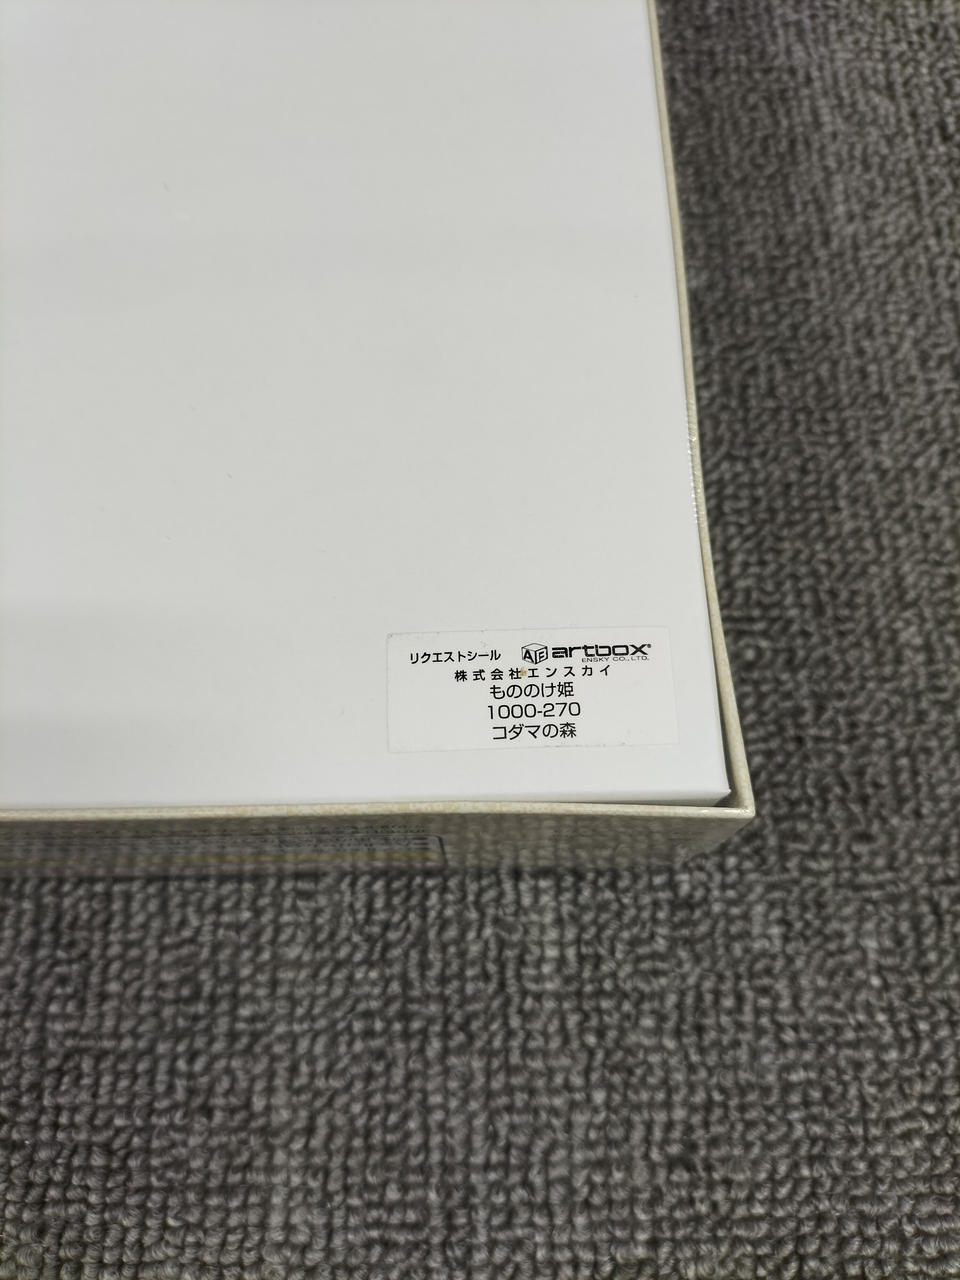 リクエストシール artbox
ENSKY CO., LTD.
株式会社エンスカイ
もののけ姫
1000-270
コダマの森